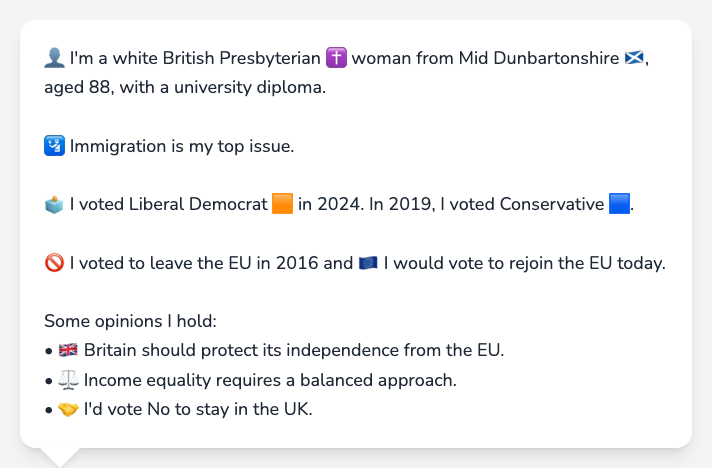 👤 I'm a white British Presbyterian ✝️ woman from Mid Dunbartonshire 🏴󠁧󠁢󠁳󠁣󠁴󠁿,
aged 88, with a university diploma.
🛂 Immigration is my top issue.
🗳️ I voted Liberal Democrat 🟧 in 2024. In 2019, I voted Conservative 🟦.
🚫 I voted to leave the EU in 2016 and 🇪🇺 I would vote to rejoin the EU today.
Some opinions I hold:
• 🇬🇧 Britain should protect its independence from the EU.
• ⚖️ Income equality requires a balanced approach.
• 🤝 I'd vote No to stay in the UK.